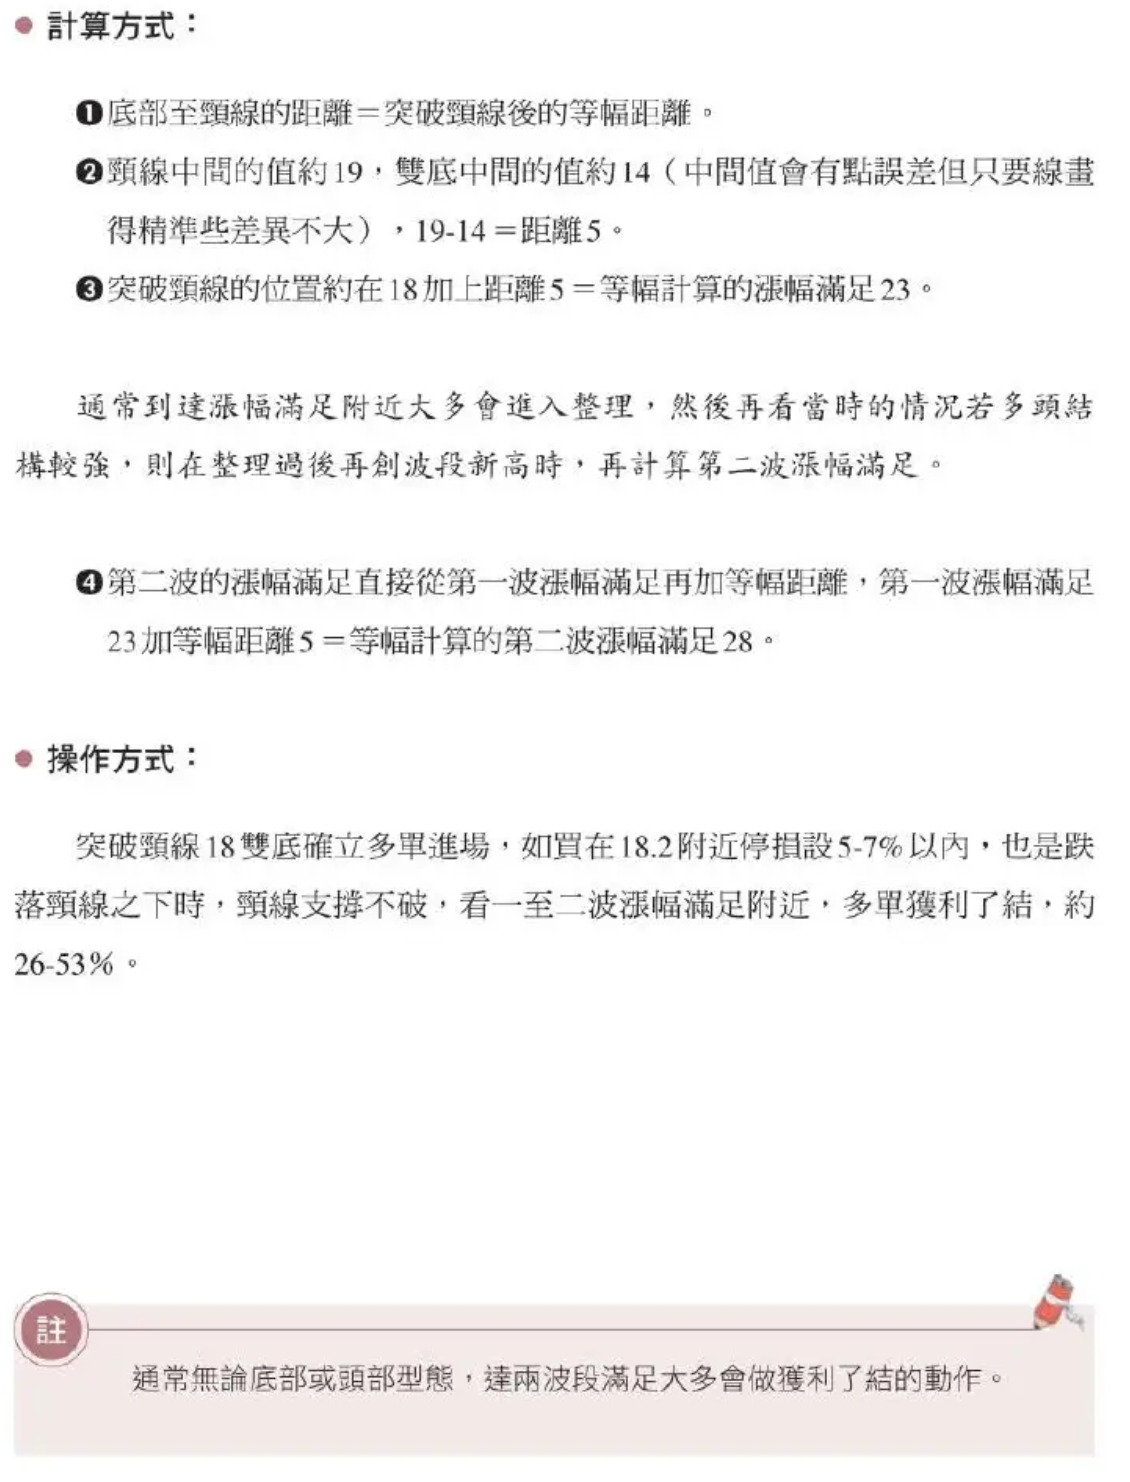 ● 計算方式：
❶底部至頸線的距離＝突破頸線後的等幅距離。
❷頸線中間的值約19，雙底中間的值約14（中間值會有點誤差但只要線畫
得精準些差異不大），19-14＝距離5。
❸突破頸線的位置約在18加上距離5＝等幅計算的漲幅滿足23。
通常到達漲幅滿足附近大多會進入整理，然後再看當時的情況若多頭結
構較強，則在整理過後再創波段新高時，再計算第二波漲幅滿足。
❹第二波的漲幅滿足直接從第一波漲幅滿足再加等幅距離，第一波漲幅滿足
23加等幅距離5＝等幅計算的第二波漲幅滿足28。
● 操作方式：
突破頸線18雙底確立多單進場，如買在18.2附近停損設5-7%以內，也是跌
落頸線之下時，頸線支撐不破，看一至二波漲幅滿足附近，多單獲利了結，約
26-53%。
註
通常無論底部或頭部型態，達兩波段滿足大多會做獲利了結的動作。